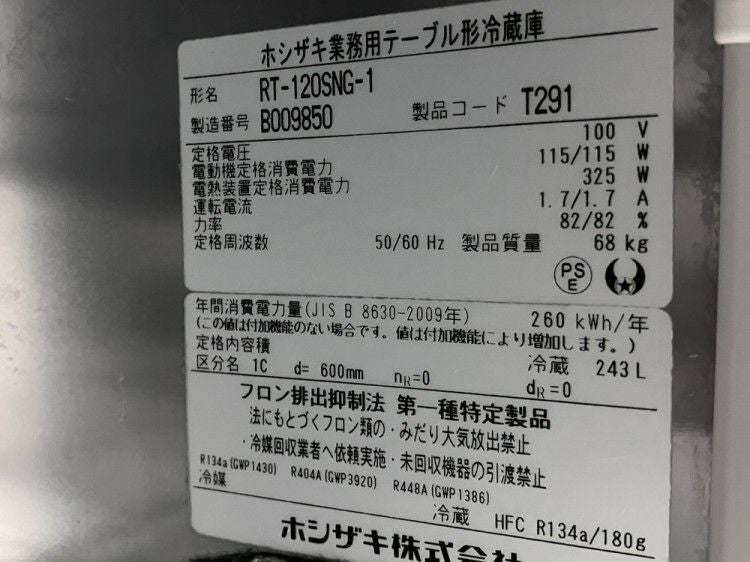 ホシザキ業務用テーブル形冷蔵庫
形名 RT-120SNG-1
製造番号 B009850 製品コード T291
定格電圧 100 V
電動機定格消費電力 115/115 W
電熱装置定格消費電力 325 W
運転電流 1.7/1.7 A
力率 82/82 %
定格周波数 50/60 Hz 製品質量 68 kg
PS
E
年間消費電力量(JIS B 8630-2009年) 260 kWh/年
(この値は付加機能のない場合です。値は付加機能により増加します。)
定格内容積 冷蔵 243 L
区分名 1C d= 600mm nR=0 dR=0
フロン排出抑制法 第一種特定製品
法にもとづくフロン類の・みだり大気放出禁止
・冷媒回収業者へ依頼実施・未回収機器の引渡禁止
R134a(GWP1430) R404A(GWP3920) R448A(GWP1386)
冷媒 冷蔵 HFC R134a/180g
ホシザキ株式会社